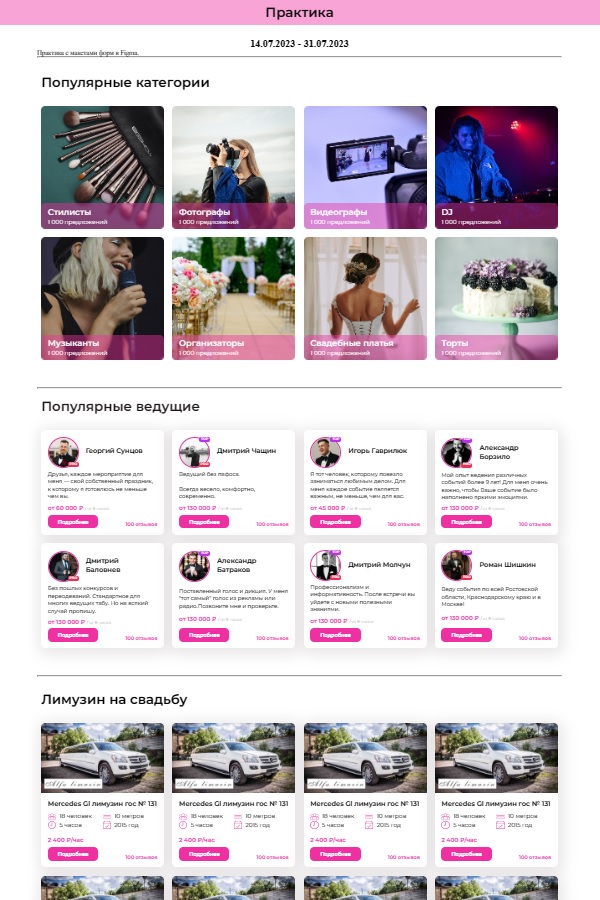 Практика
14.07.2023 - 31.07.2023
Практика с макетами форм в Figma.
Популярные категории
Стилисты
1 000 предложений
Фотографы
1 000 предложений
Видеографы
1 000 предложений
DJ
1 000 предложений
Музыканты
1 000 предложений
Организаторы
1 000 предложений
Свадебные платья
1 000 предложений
Торты
1 000 предложений
Популярные ведущие
Георгий Сунцов
Друзья, каждое мероприятие для
меня — свой собственный праздник,
к которому я готовлюсь не меньше
чем вы.
от 60 000 ₽
Подробнее
100 отзывов
Дмитрий Чащин
Ведущий без пафоса.
Всегда весело, комфортно,
современно.
от 130 000 ₽
Подробнее
100 отзывов
Игорь Гаврилюк
Я тот человек, которому повезло
заниматься любимым делом. Для
меня каждое событие является
важным, не меньше, чем для вас.
от 45 000 ₽
Подробнее
100 отзывов
Александр
Борзило
Мой опыт ведения различных
событий более 9 лет! Для меня очень
важно, чтобы Ваше событие было
наполнено яркими эмоциями.
от 130 000 ₽
Подробнее
100 отзывов
Дмитрий
Баловнев
Без пошлых конкурсов и
переодеваний. Стандартное для
многих ведущих табу. Но на всякий
случай пропишу.
от 130 000 ₽
Подробнее
100 отзывов
Александр
Батраков
Поставленный голос и дикция. У меня
"тот самый" голос из рекламы или
радио.Позвоните мне и проверьте.
от 130 000 ₽
Подробнее
100 отзывов
Дмитрий Молчун
Профессионализм и
информативность. После встречи вы
уйдете с новыми полезными
знаниями.
от 130 000 ₽
Подробнее
100 отзывов
Роман Шишкин
Веду события по всей Ростовской
области, Краснодарскому краю и в
Москве!
от 130 000 ₽
Подробнее
100 отзывов
Лимузин на свадьбу
Alfa limuzin
Mercedes Gl лимузин гос № 131
18 человек 10 метров
5 часов 2015 год
2 400 ₽/час
Подробнее
100 отзывов
Alfa limuzin
Mercedes Gl лимузин гос № 131
18 человек 10 метров
5 часов 2015 год
2 400 ₽/час
Подробнее
100 отзывов
Alfa limuzin
Mercedes Gl лимузин гос № 131
18 человек 10 метров
5 часов 2015 год
2 400 ₽/час
Подробнее
100 отзывов
Alfa limuzin
Mercedes Gl лимузин гос № 131
18 человек 10 метров
5 часов 2015 год
2 400 ₽/час
Подробнее
100 отзывов